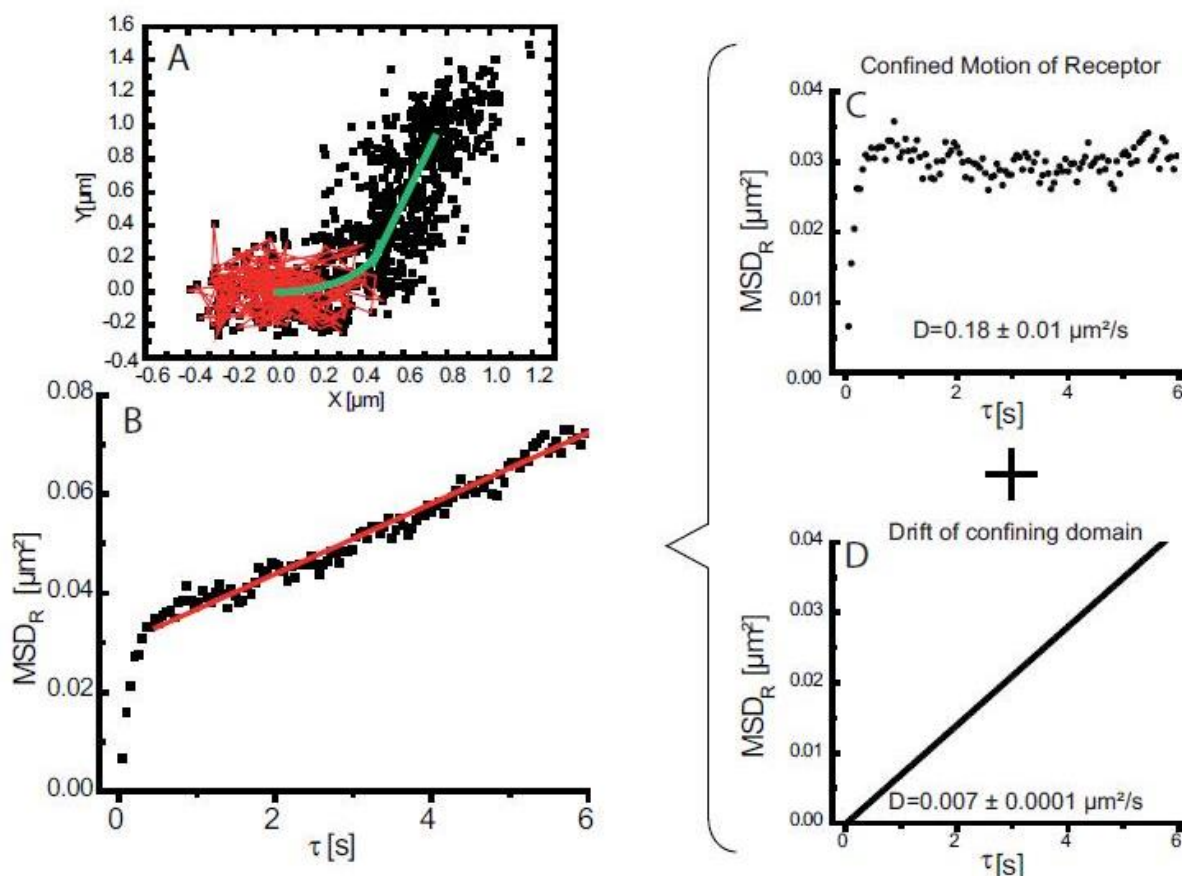 A
1.6
1.4
1.2
1.0
0.8
0.6
0.4
0.2
0.0
-0.2
-0.4
Y[µm]
-0.6 -0.4 -0.2 0.0 0.2 0.4 0.6 0.8 1.0 1.2
X [µm]
B
0.08
0.06
0.04
0.02
0.00
MSD_R [µm²]
0 2 4 6
τ [s]
Confined Motion of Receptor
C
0.04
0.03
0.02
0.01
0.00
MSD_R [µm²]
D=0.18 ± 0.01 µm²/s
0 2 4 6
τ[s]
+
Drift of confining domain
D
0.04
0.03
0.02
0.01
0.00
MSD_R [µm²]
D=0.007 ± 0.0001 µm²/s
0 2 4 6
τ[s]